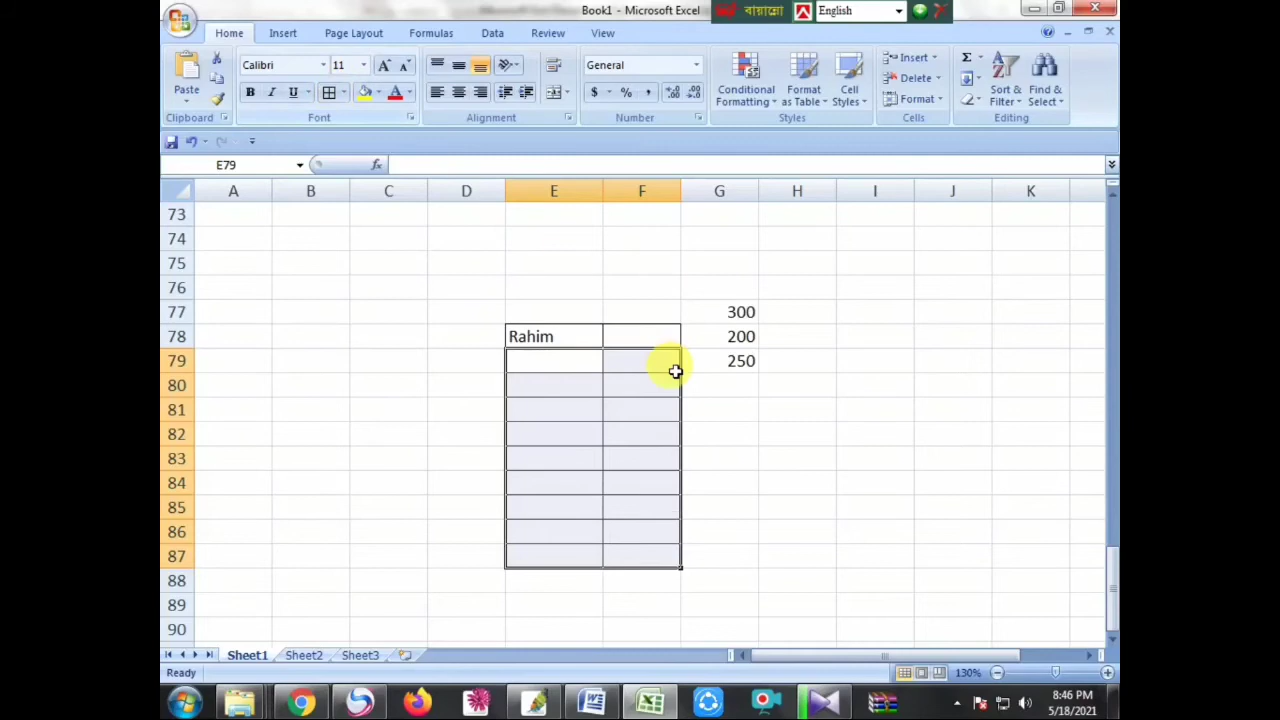 Book1 - Microsoft Excel
বায়ান্নো
English
Home Insert Page Layout Formulas Data Review View
Calibri 11
General
Insert
Delete
Format
Paste
B I U
$ % ,
Conditional Formatting
Format as Table
Cell Styles
Sort & Filter
Find & Select
Clipboard Font Alignment Number Styles Cells Editing
E79 fx
A B C D E F G H I J K
73
74
75
76
77 300
78 Rahim 200
79 250
80
81
82
83
84
85
86
87
88
89
90
Sheet1 Sheet2 Sheet3
Ready 130%
8:46 PM
5/18/2021